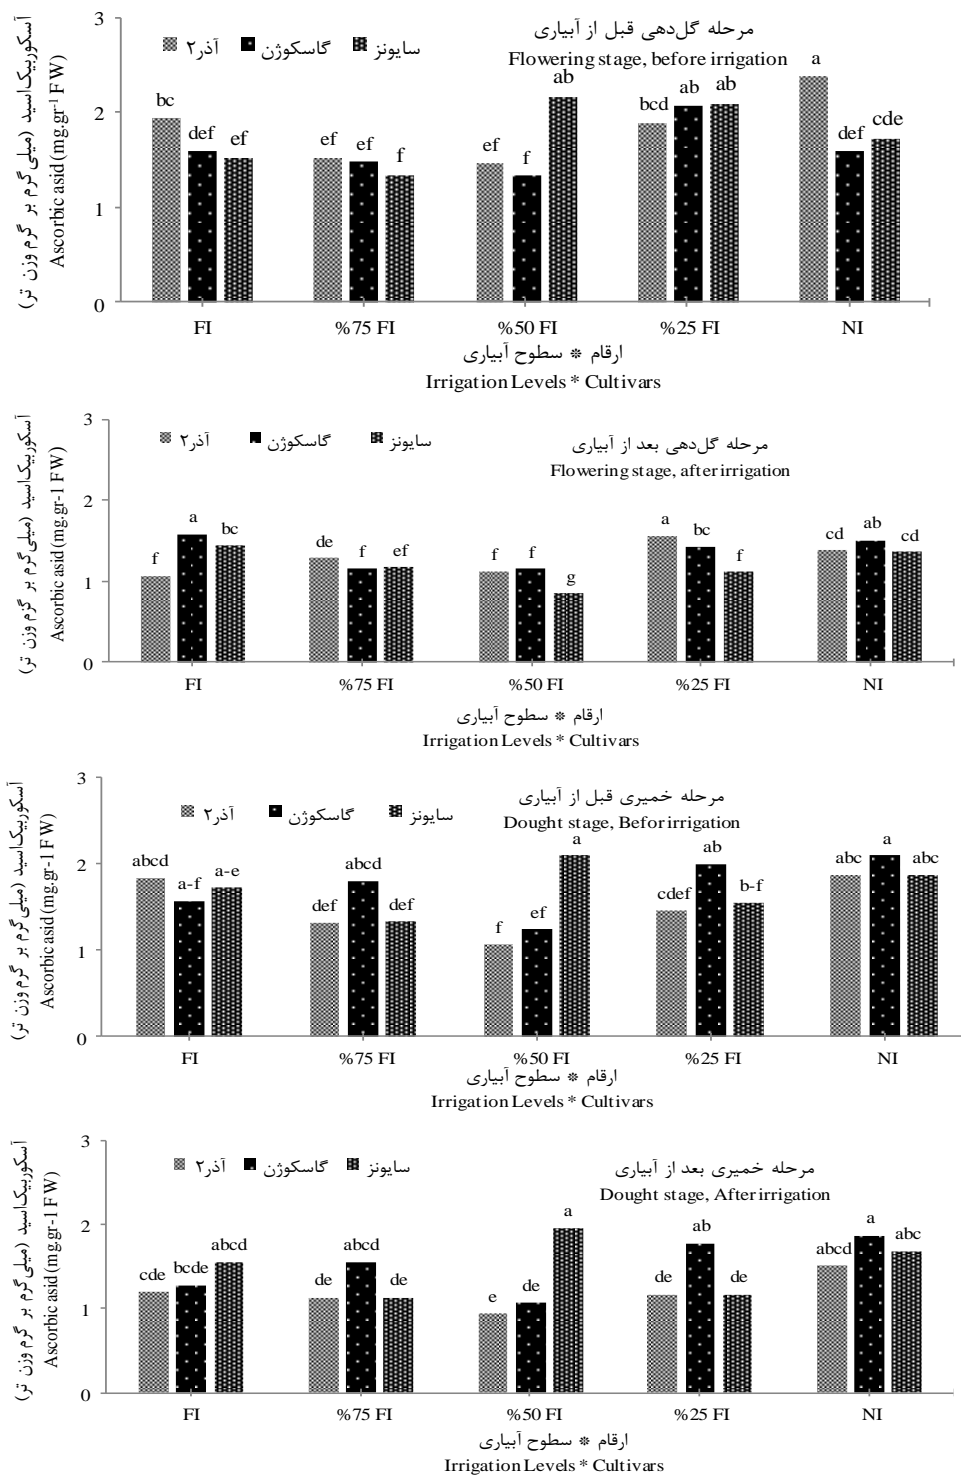 مرحله گل‌دهی قبل از آبیاری
Flowering stage, before irrigation
آذر۲ گاسکوژن سایونز
آسکوربیک‌اسید (میلی گرم بر گرم وزن تر)
Ascorbic asid (mg.gr-1 FW)
3
2
1
0
bc def ef
ef ef f
ef f ab
bcd ab ab
a def cde
FI %75 FI %50 FI %25 FI NI
ارقام * سطوح آبیاری
Irrigation Levels * Cultivars
مرحله گل‌دهی بعد از آبیاری
Flowering stage, after irrigation
آذر۲ گاسکوژن سایونز
آسکوربیک‌اسید (میلی گرم بر گرم وزن تر)
Ascorbic asid (mg.gr-1 FW)
3
2
1
0
f a bc
de f ef
f f g
a bc f
cd ab cd
FI %75 FI %50 FI %25 FI NI
ارقام * سطوح آبیاری
Irrigation Levels * Cultivars
مرحله خمیری قبل از آبیاری
Dought stage, Befor irrigation
آذر۲ گاسکوژن سایونز
آسکوربیک‌اسید (میلی گرم بر گرم وزن تر)
Ascorbic asid (mg.gr-1 FW)
3
2
1
0
abcd a-f a-e
def abcd def
f ef a
cdef ab b-f
abc a abc
FI %75 FI %50 FI %25 FI NI
ارقام * سطوح آبیاری
Irrigation Levels * Cultivars
مرحله خمیری بعد از آبیاری
Dought stage, After irrigation
آذر۲ گاسکوژن سایونز
آسکوربیک‌اسید (میلی گرم بر گرم وزن تر)
Ascorbic asid (mg.gr-1 FW)
3
2
1
0
cde bcde abcd
de abcd de
e de a
de ab de
abcd a abc
FI %75 FI %50 FI %25 FI NI
ارقام * سطوح آبیاری
Irrigation Levels * Cultivars